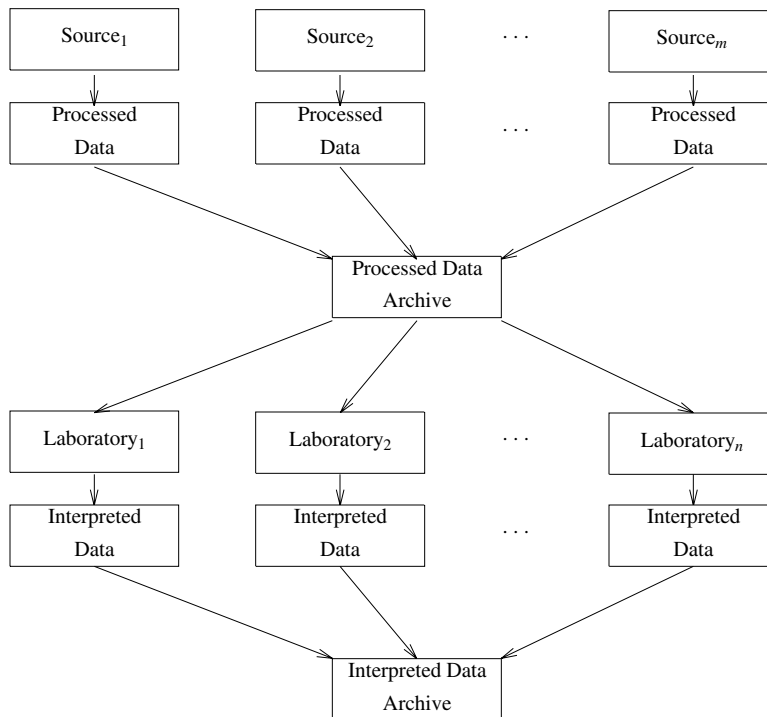 Source₁ Source₂ . . . Sourceₘ
Processed Data Processed Data . . . Processed Data
Processed Data
Archive
Laboratory₁ Laboratory₂ . . . Laboratoryₙ
Interpreted Data Interpreted Data . . . Interpreted Data
Interpreted Data
Archive